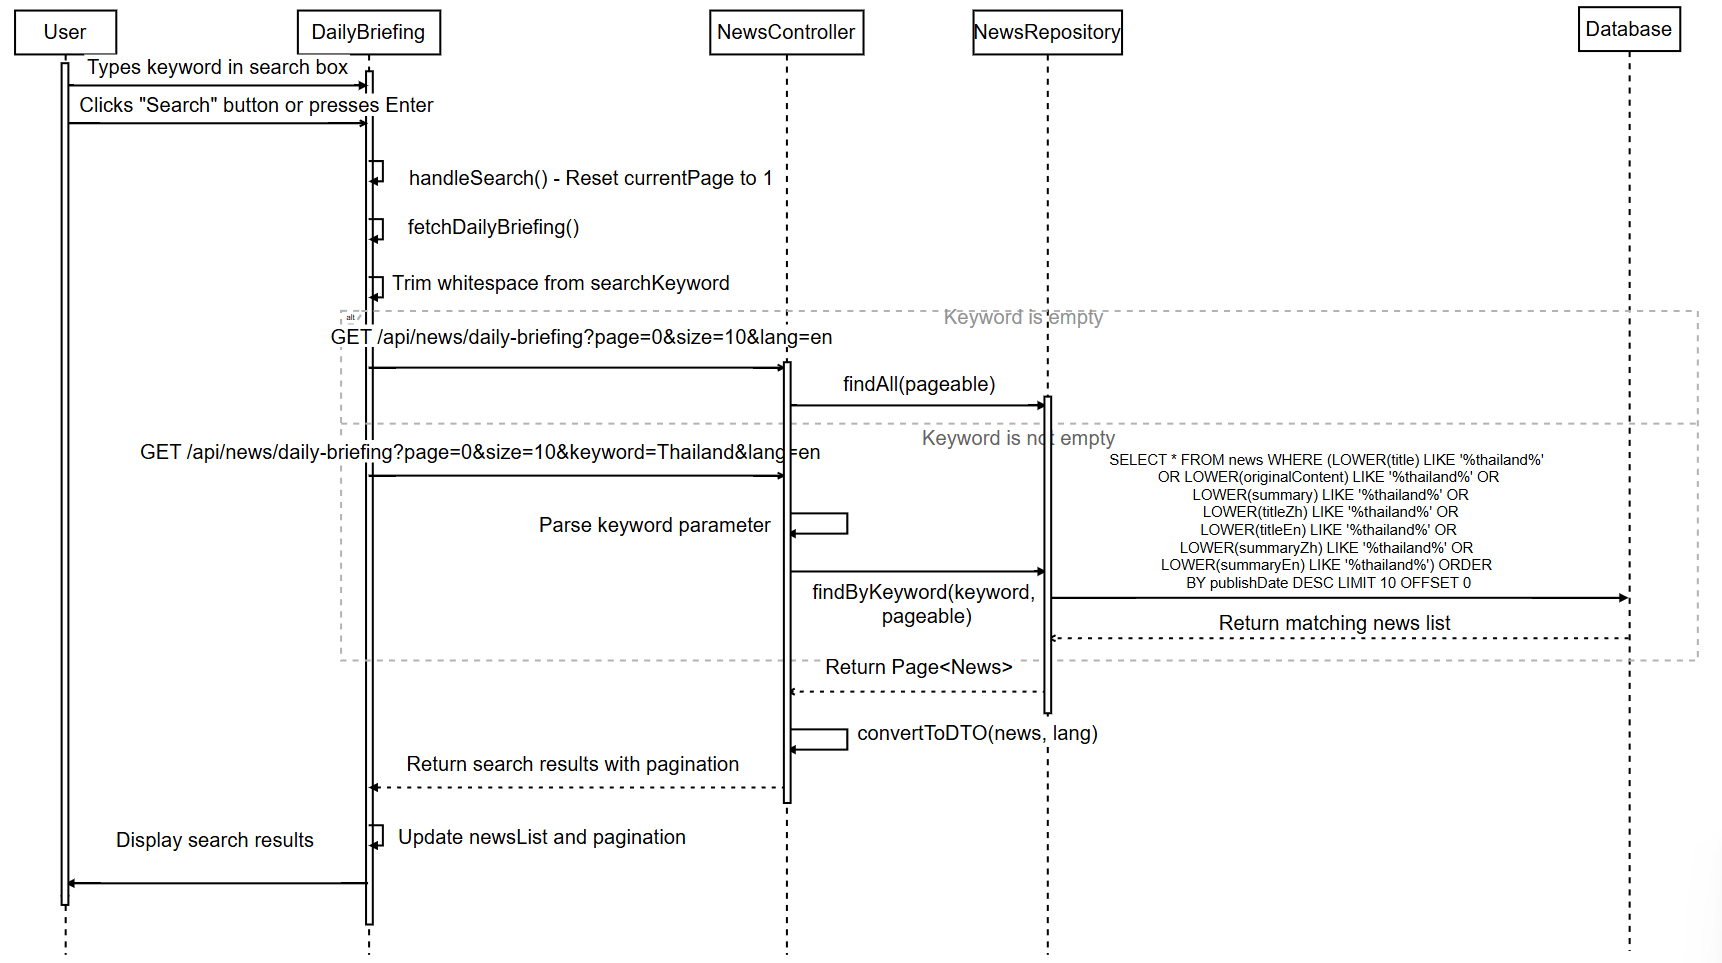 User
DailyBriefing
NewsController
NewsRepository
Database
Types keyword in search box
Clicks "Search" button or presses Enter
handleSearch() - Reset currentPage to 1
fetchDailyBriefing()
Trim whitespace from searchKeyword
alt
Keyword is empty
GET /api/news/daily-briefing?page=0&size=10&lang=en
findAll(pageable)
Keyword is not empty
GET /api/news/daily-briefing?page=0&size=10&keyword=Thailand&lang=en
SELECT * FROM news WHERE (LOWER(title) LIKE '%thailand%'
OR LOWER(originalContent) LIKE '%thailand%' OR
LOWER(summary) LIKE '%thailand%' OR
LOWER(titleZh) LIKE '%thailand%' OR
LOWER(titleEn) LIKE '%thailand%' OR
LOWER(summaryZh) LIKE '%thailand%' OR
LOWER(summaryEn) LIKE '%thailand%') ORDER
BY publishDate DESC LIMIT 10 OFFSET 0
Parse keyword parameter
findByKeyword(keyword,
pageable)
Return matching news list
Return Page<News>
convertToDTO(news, lang)
Return search results with pagination
Update newsList and pagination
Display search results